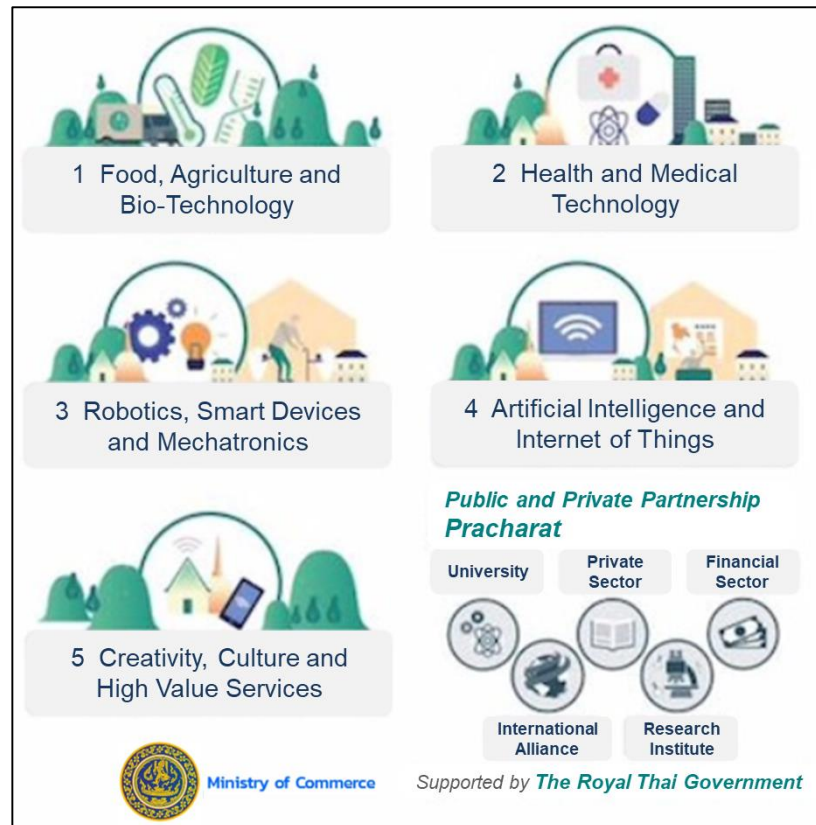 1 Food, Agriculture and
Bio-Technology
2 Health and Medical
Technology
3 Robotics, Smart Devices
and Mechatronics
4 Artificial Intelligence and
Internet of Things
5 Creativity, Culture and
High Value Services
Public and Private Partnership
Pracharat
University
Private
Sector
Financial
Sector
International
Alliance
Research
Institute
Ministry of Commerce
Supported by The Royal Thai Government